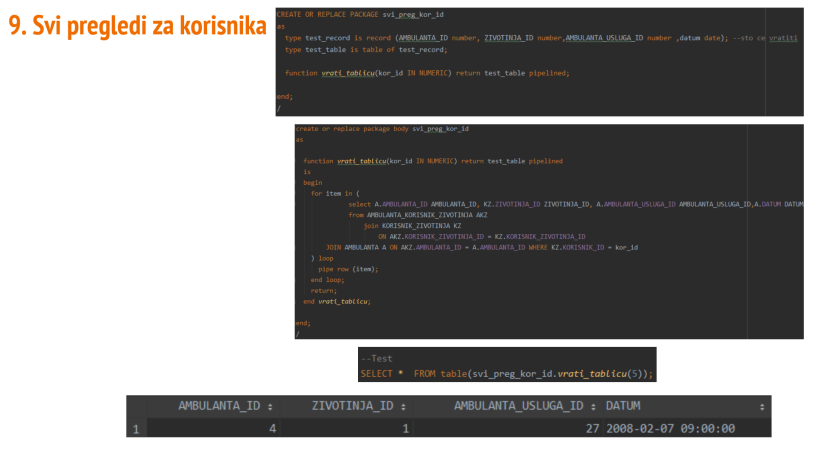 9. Svi pregledi za korisnika
CREATE OR REPLACE PACKAGE svi_preg_kor_id
as
type test_record is record (AMBULANTA_ID number, ZIVOTINJA_ID number,AMBULANTA_USLUGA_ID number ,datum date); --sto ce vratiti
type test_table is table of test_record;
function vrati_tablicu(kor_id IN NUMERIC) return test_table pipelined;
end;
/
create or replace package body svi_preg_kor_id
as
function vrati_tablicu(kor_id IN NUMERIC) return test_table pipelined
is
begin
for item in (
select A.AMBULANTA_ID AMBULANTA_ID, KZ.ZIVOTINJA_ID ZIVOTINJA_ID, A.AMBULANTA_USLUGA_ID AMBULANTA_USLUGA_ID,A.DATUM DATUM
from AMBULANTA_KORISNIK_ZIVOTINJA AKZ
join KORISNIK_ZIVOTINJA KZ
ON AKZ.KORISNIK_ZIVOTINJA_ID = KZ.KORISNIK_ZIVOTINJA_ID
JOIN AMBULANTA A ON AKZ.AMBULANTA_ID = A.AMBULANTA_ID WHERE KZ.KORISNIK_ID = kor_id
) loop
pipe row (item);
end loop;
return;
end vrati_tablicu;
end;
/
--Test
SELECT * FROM table(svi_preg_kor_id.vrati_tablicu(5));
AMBULANTA_ID ZIVOTINJA_ID AMBULANTA_USLUGA_ID DATUM
1 4 1 27 2008-02-07 09:00:00